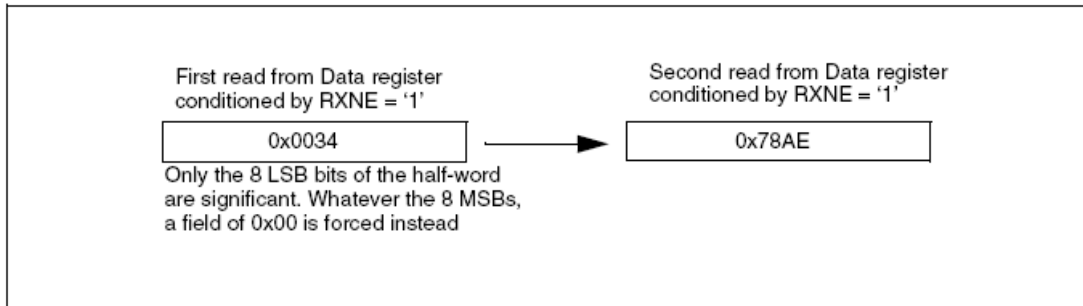 First read from Data register
conditioned by RXNE = ‘1’
0x0034
Only the 8 LSB bits of the half-word
are significant. Whatever the 8 MSBs,
a field of 0x00 is forced instead
Second read from Data register
conditioned by RXNE = ‘1’
0x78AE